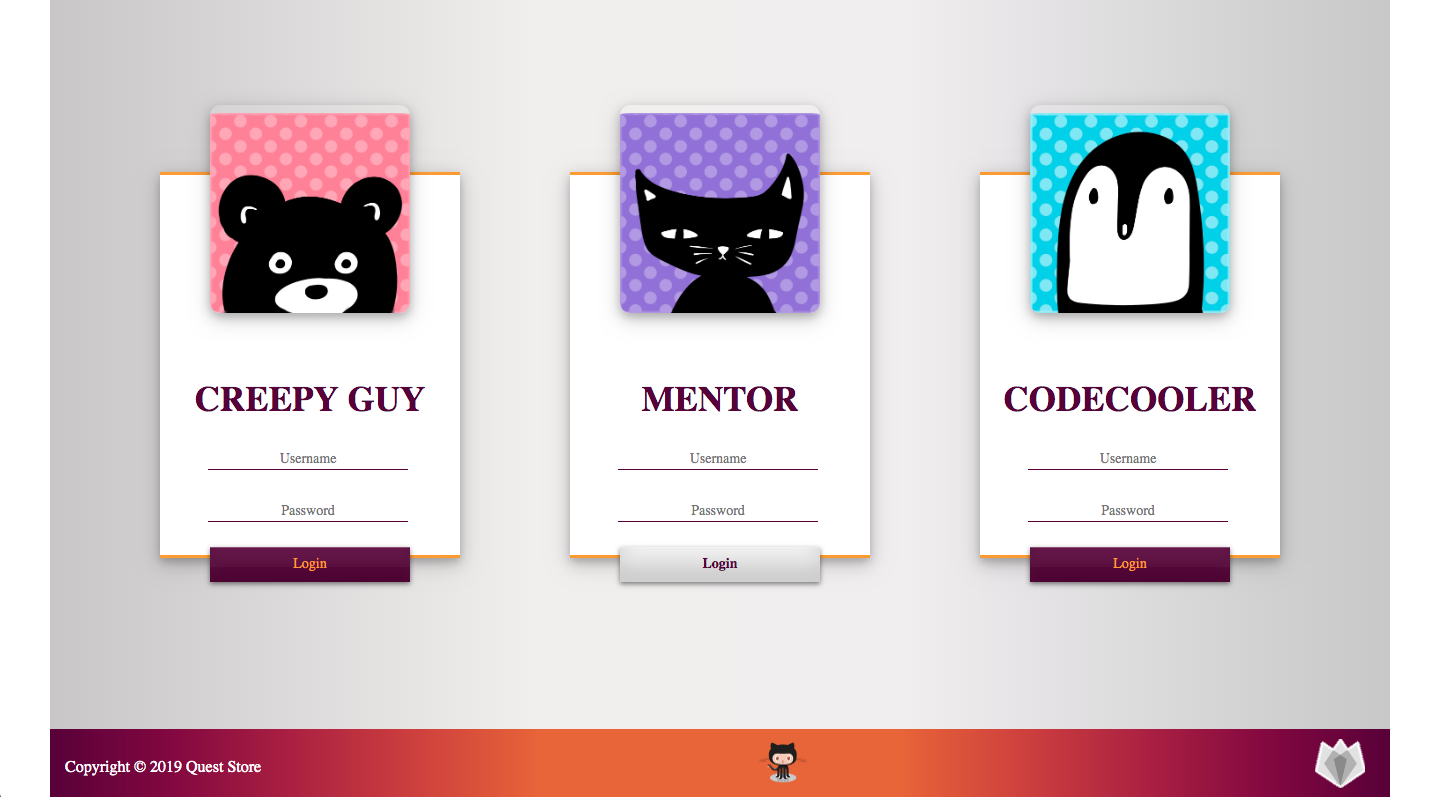 CREEPY GUY
Username
Password
Login
MENTOR
Username
Password
Login
CODECOOLER
Username
Password
Login
Copyright © 2019 Quest Store